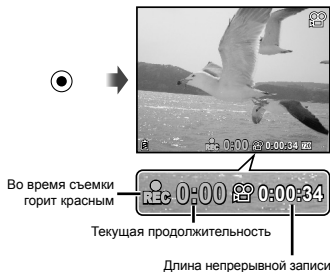 REC 0:00 0:00:34
Во время съемки
горит красным
REC 0:00 0:00:34
Текущая продолжительность
Длина непрерывной записи